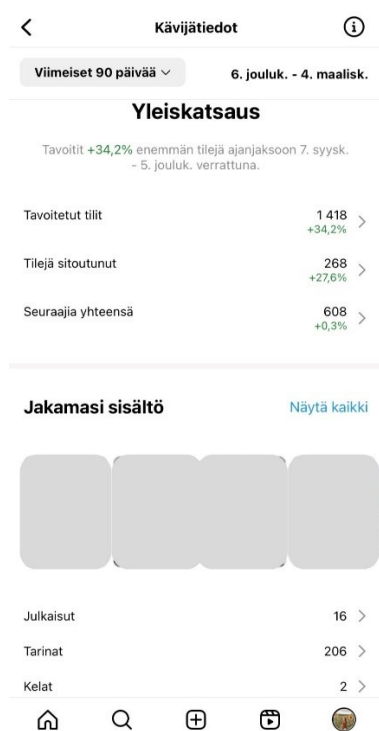 Kävijätiedot
Viimeiset 90 päivää
6. jouluk. - 4. maalisk.
Yleiskatsaus
Tavoitit +34,2% enemmän tilejä ajanjaksoon 7. syysk.
- 5. jouluk. verrattuna.
Tavoitetut tilit
1 418
+34,2%
Tilejä sitoutunut
268
+27,6%
Seuraajia yhteensä
608
+0,3%
Jakamasi sisältö
Näytä kaikki
Julkaisut
16
Tarinat
206
Kelat
2